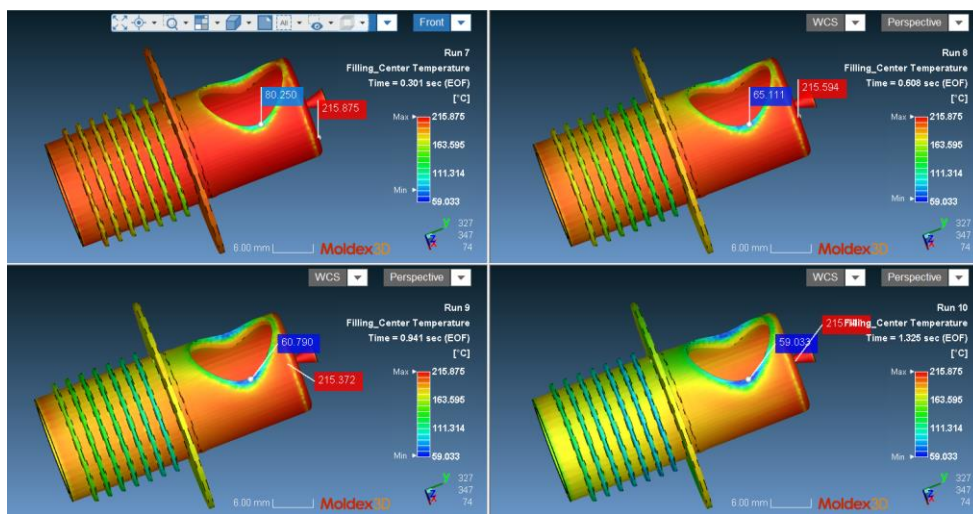 Front
Run 7
Filling_Center Temperature
Time = 0.301 sec (EOF)
[°C]
Max
215.875
163.595
111.314
Min
59.033
80.250
215.875
6.00 mm
Moldex3D
y
327
347
74
WCS
Perspective
Run 8
Filling_Center Temperature
Time = 0.608 sec (EOF)
[°C]
Max
215.875
163.595
111.314
Min
59.033
65.111
215.594
6.00 mm
Moldex3D
y
327
347
74
WCS
Perspective
Run 9
Filling_Center Temperature
Time = 0.941 sec (EOF)
[°C]
Max
215.875
163.595
111.314
Min
59.033
60.790
215.372
6.00 mm
Moldex3D
y
327
347
74
WCS
Perspective
Run 10
Filling_Center Temperature
Time = 1.325 sec (EOF)
[°C]
Max
215.875
163.595
111.314
Min
59.033
59.033
6.00 mm
Moldex3D
y
327
347
74